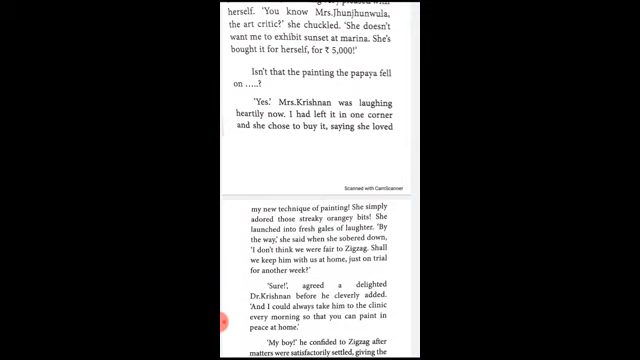 pleased with
herself. 'You know Mrs.Jhunjhunwula,
the art critic?' she chuckled. 'She doesn't
want me to exhibit sunset at marina. She's
bought it for herself, for ₹ 5,000!'
Isn't that the painting the papaya fell
on .....?
'Yes.' Mrs.Krishnan was laughing
heartily now. I had left it in one corner
and she chose to buy it, saying she loved
Scanned with CamScanner
my new technique of painting! She simply
adored those streaky orangey bits! She
launched into fresh gales of laughter. 'By
the way,' she said when she sobered down,
'I don't think we were fair to Zigzag. Shall
we keep him with us at home, just on trial
for another week?'
'Sure!', agreed a delighted
Dr.Krishnan before he cleverly added.
'And I could always take him to the clinic
every morning so that you can paint in
peace at home.'
'My boy!' he confided to Zigzag after
matters were satisfactorily settled, giving the